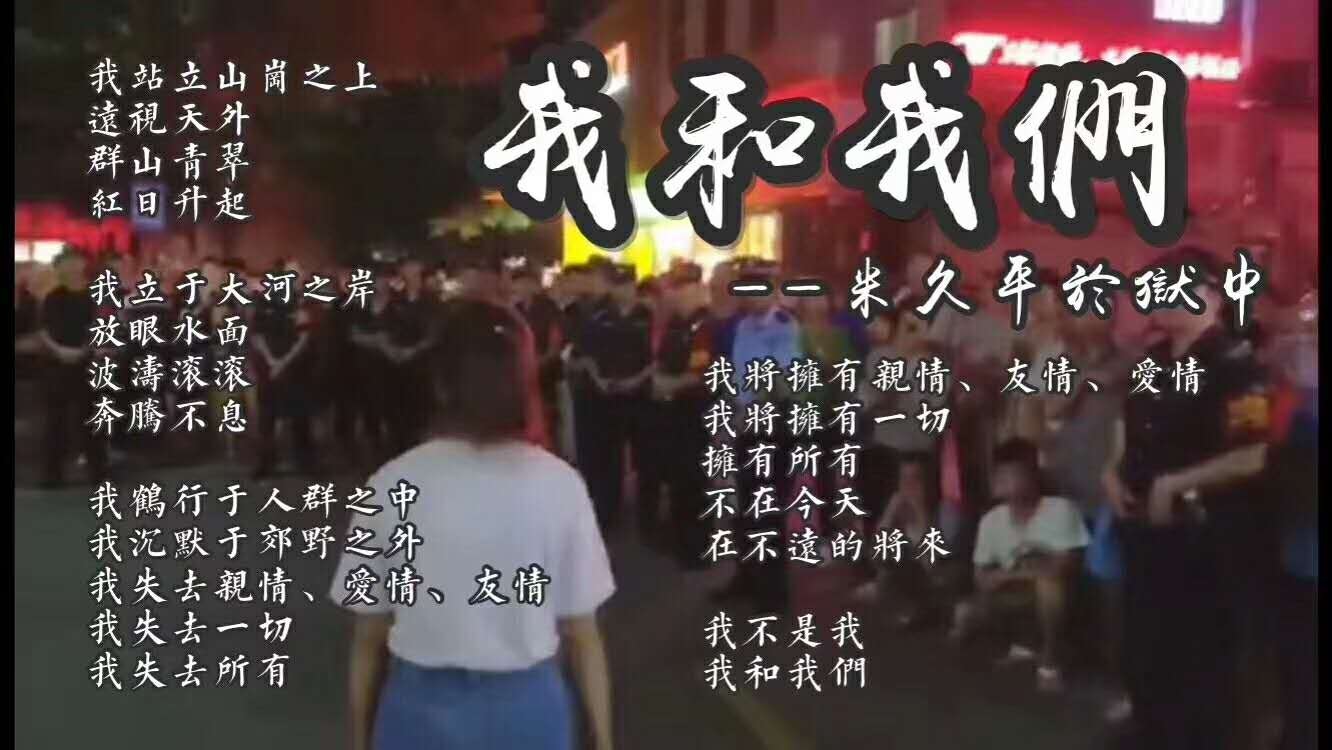 我和我們
——米久平於獄中
我站立山崗之上
遠視天外
群山青翠
紅日升起
我立于大河之岸
放眼水面
波濤滾滾
奔騰不息
我鶴行于人群之中
我沉默于郊野之外
我失去親情、愛情、友情
我失去一切
我失去所有
我將擁有親情、友情、愛情
我將擁有一切
擁有所有
不在今天
在不遠的將來
我不是我
我和我們